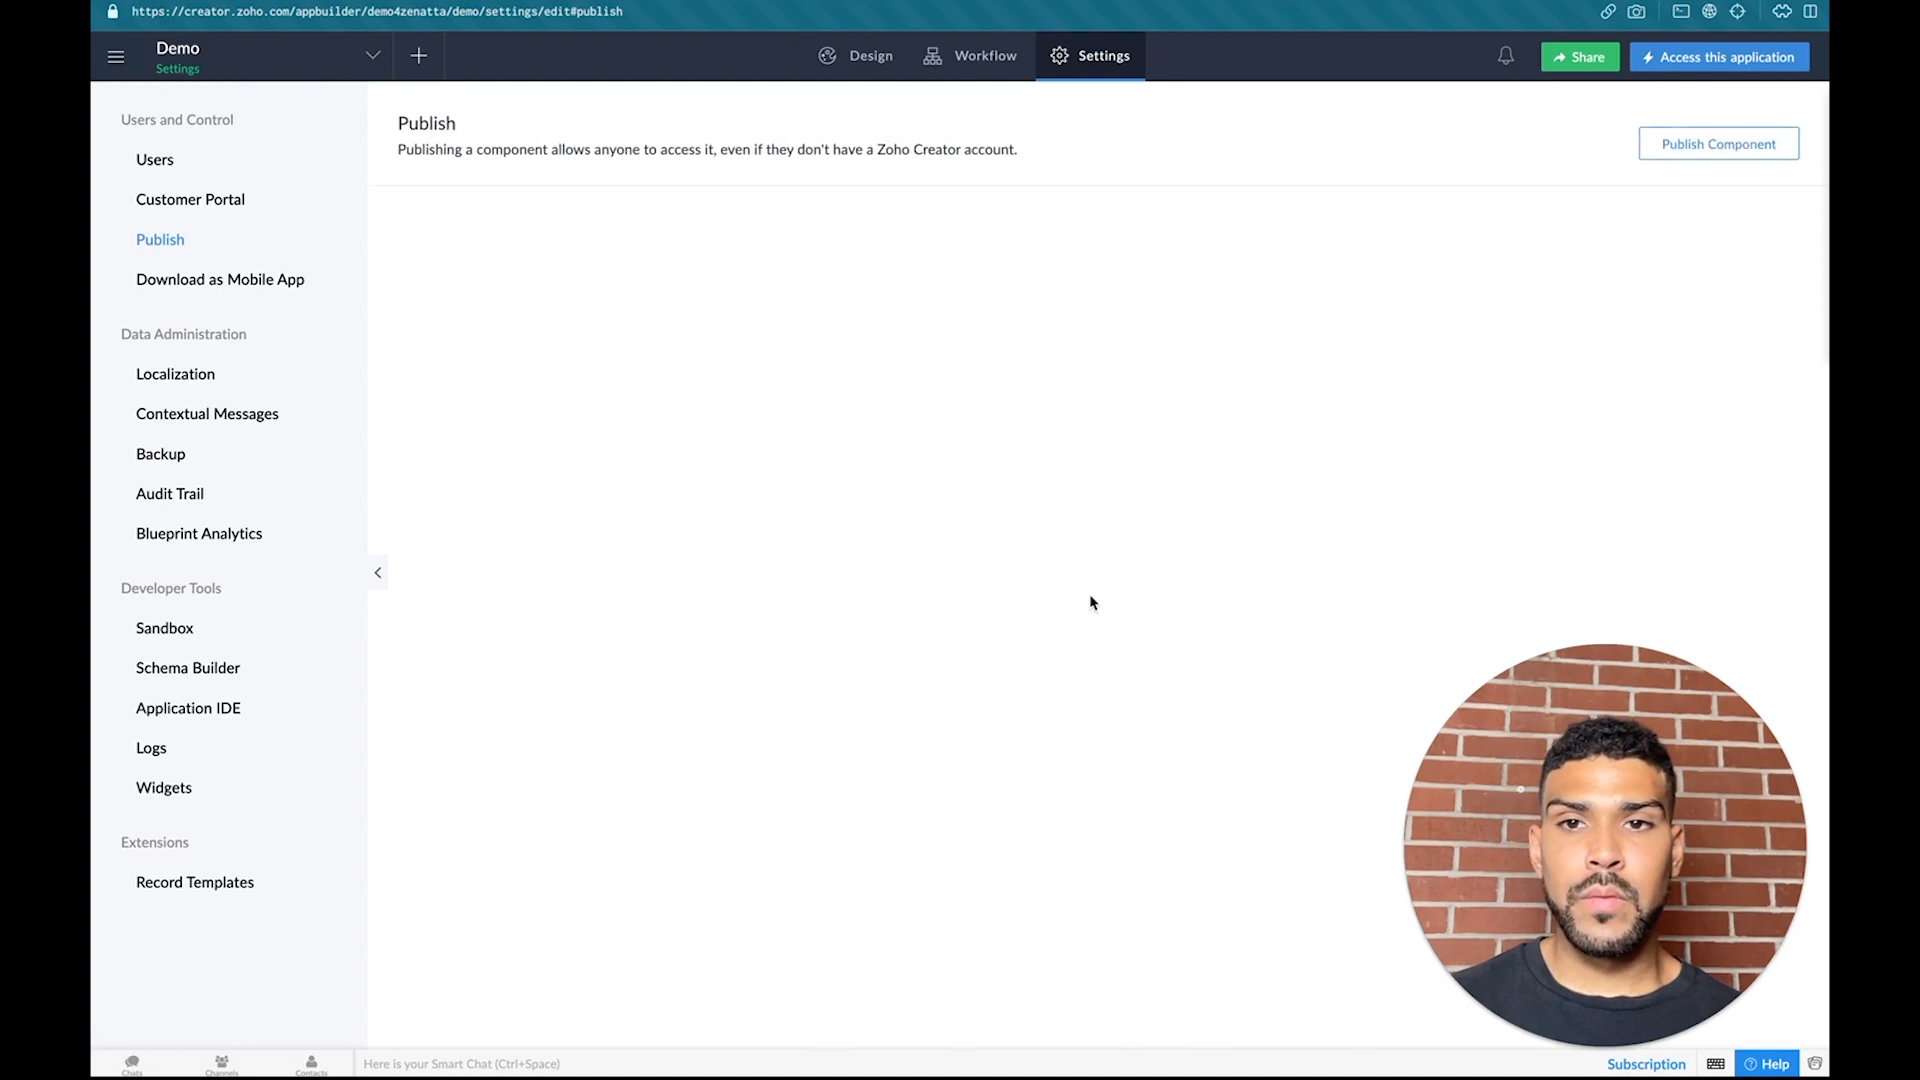 https://creator.zoho.com/appbuilder/demo4zenatta/demo/settings/edit#publish
Demo
Settings
Design
Workflow
Settings
Share
Access this application
Users and Control
Users
Customer Portal
Publish
Download as Mobile App
Data Administration
Localization
Contextual Messages
Backup
Audit Trail
Blueprint Analytics
Developer Tools
Sandbox
Schema Builder
Application IDE
Logs
Widgets
Extensions
Record Templates
Publish
Publishing a component allows anyone to access it, even if they don't have a Zoho Creator account.
Publish Component
Chats
Channels
Contacts
Here is your Smart Chat (Ctrl+Space)
Subscription
Help